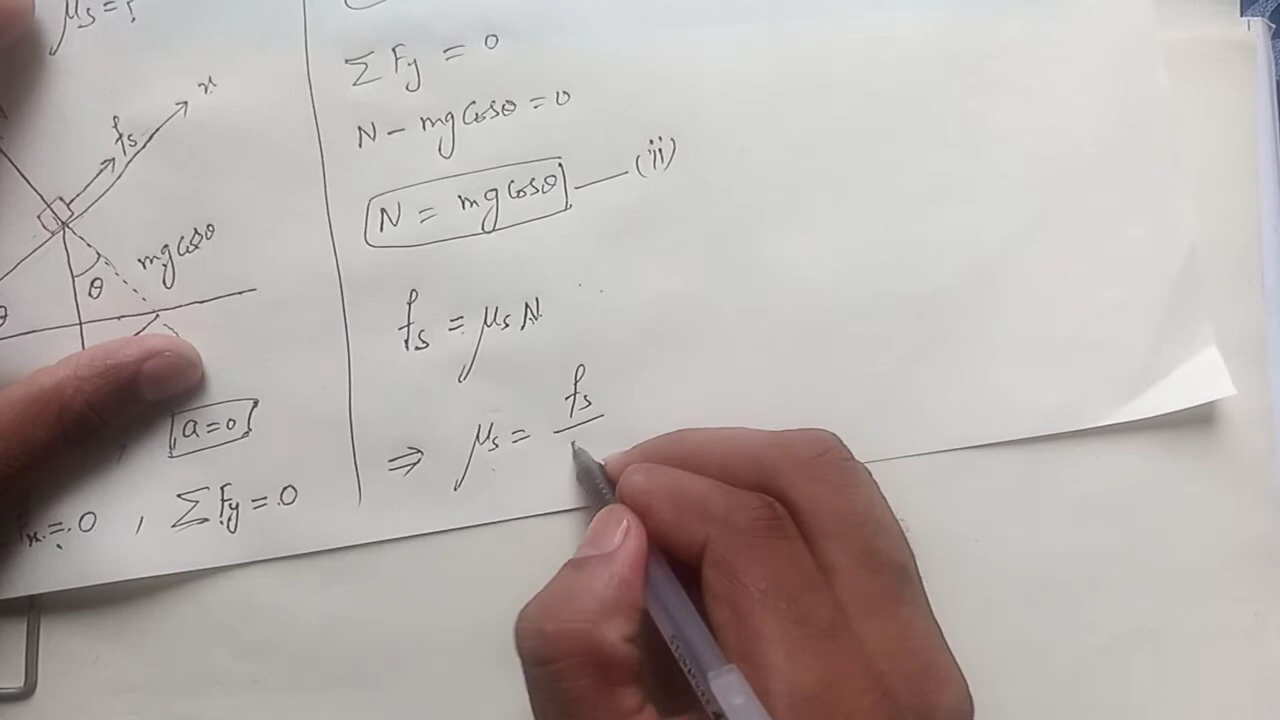 μs = ?
x
fs
mg cosθ
θ
θ
a = 0
Fx = 0 , ΣFy = 0
ΣFy = 0
N - mg cosθ = 0
N = mg cosθ — (ii)
fs = μs N
⇒ μs = fs